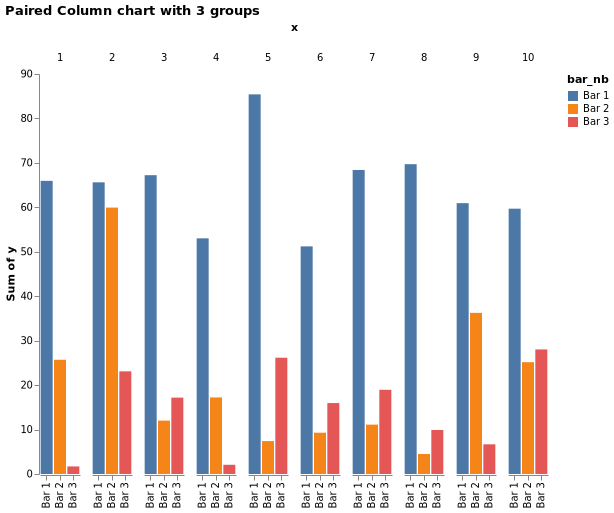 Paired Column chart with 3 groups
x
1 2 3 4 5 6 7 8 9 10
bar_nb
Bar 1
Bar 2
Bar 3
Sum of y
90
80
70
60
50
40
30
20
10
0
Bar 1 Bar 2 Bar 3 Bar 1 Bar 2 Bar 3 Bar 1 Bar 2 Bar 3 Bar 1 Bar 2 Bar 3 Bar 1 Bar 2 Bar 3 Bar 1 Bar 2 Bar 3 Bar 1 Bar 2 Bar 3 Bar 1 Bar 2 Bar 3 Bar 1 Bar 2 Bar 3 Bar 1 Bar 2 Bar 3